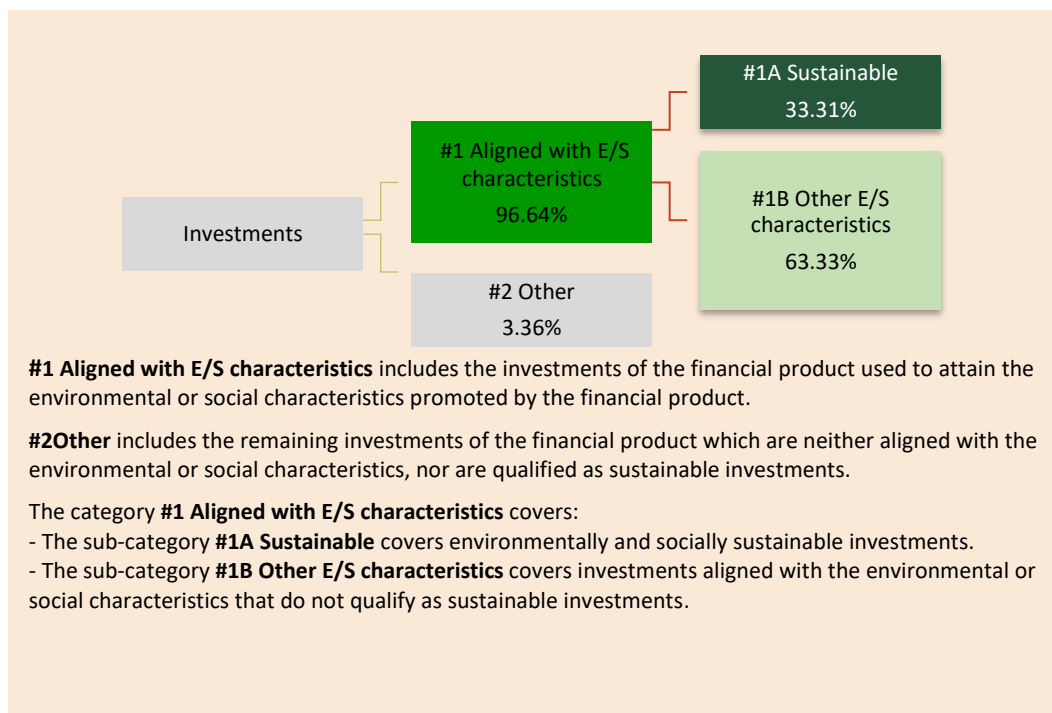 #1A Sustainable
33.31%
#1 Aligned with E/S
characteristics
96.64%
#1B Other E/S
characteristics
63.33%
Investments
#2 Other
3.36%
#1 Aligned with E/S characteristics includes the investments of the financial product used to attain the
environmental or social characteristics promoted by the financial product.
#2Other includes the remaining investments of the financial product which are neither aligned with the
environmental or social characteristics, nor are qualified as sustainable investments.
The category #1 Aligned with E/S characteristics covers:
- The sub-category #1A Sustainable covers environmentally and socially sustainable investments.
- The sub-category #1B Other E/S characteristics covers investments aligned with the environmental or
social characteristics that do not qualify as sustainable investments.